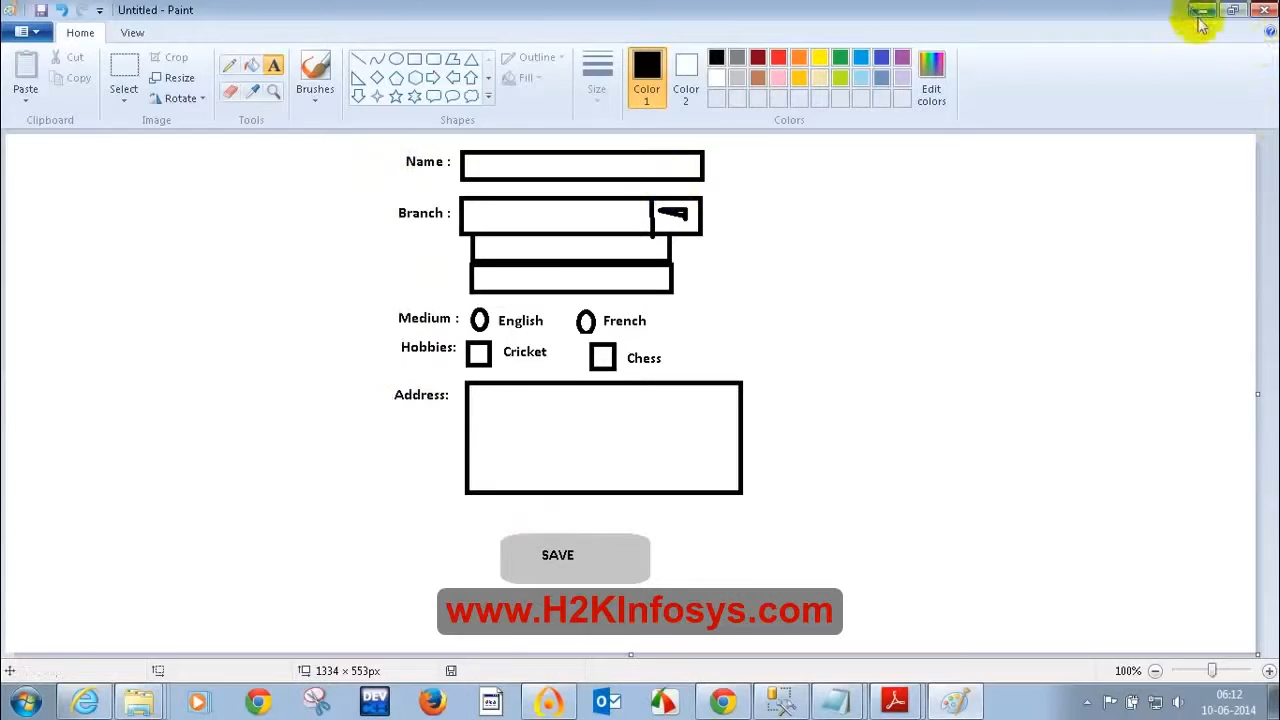 Untitled - Paint
Home View
Paste
Cut
Copy
Clipboard
Select
Crop
Resize
Rotate
Image
Tools
Brushes
Shapes
Outline
Fill
Size
Color 1
Color 2
Edit colors
Colors
Name :
Branch :
Medium : English French
Hobbies: Cricket Chess
Address:
SAVE
www.H2KInfosys.com
1334 × 553px
100%
DEV
06:12
10-06-2014